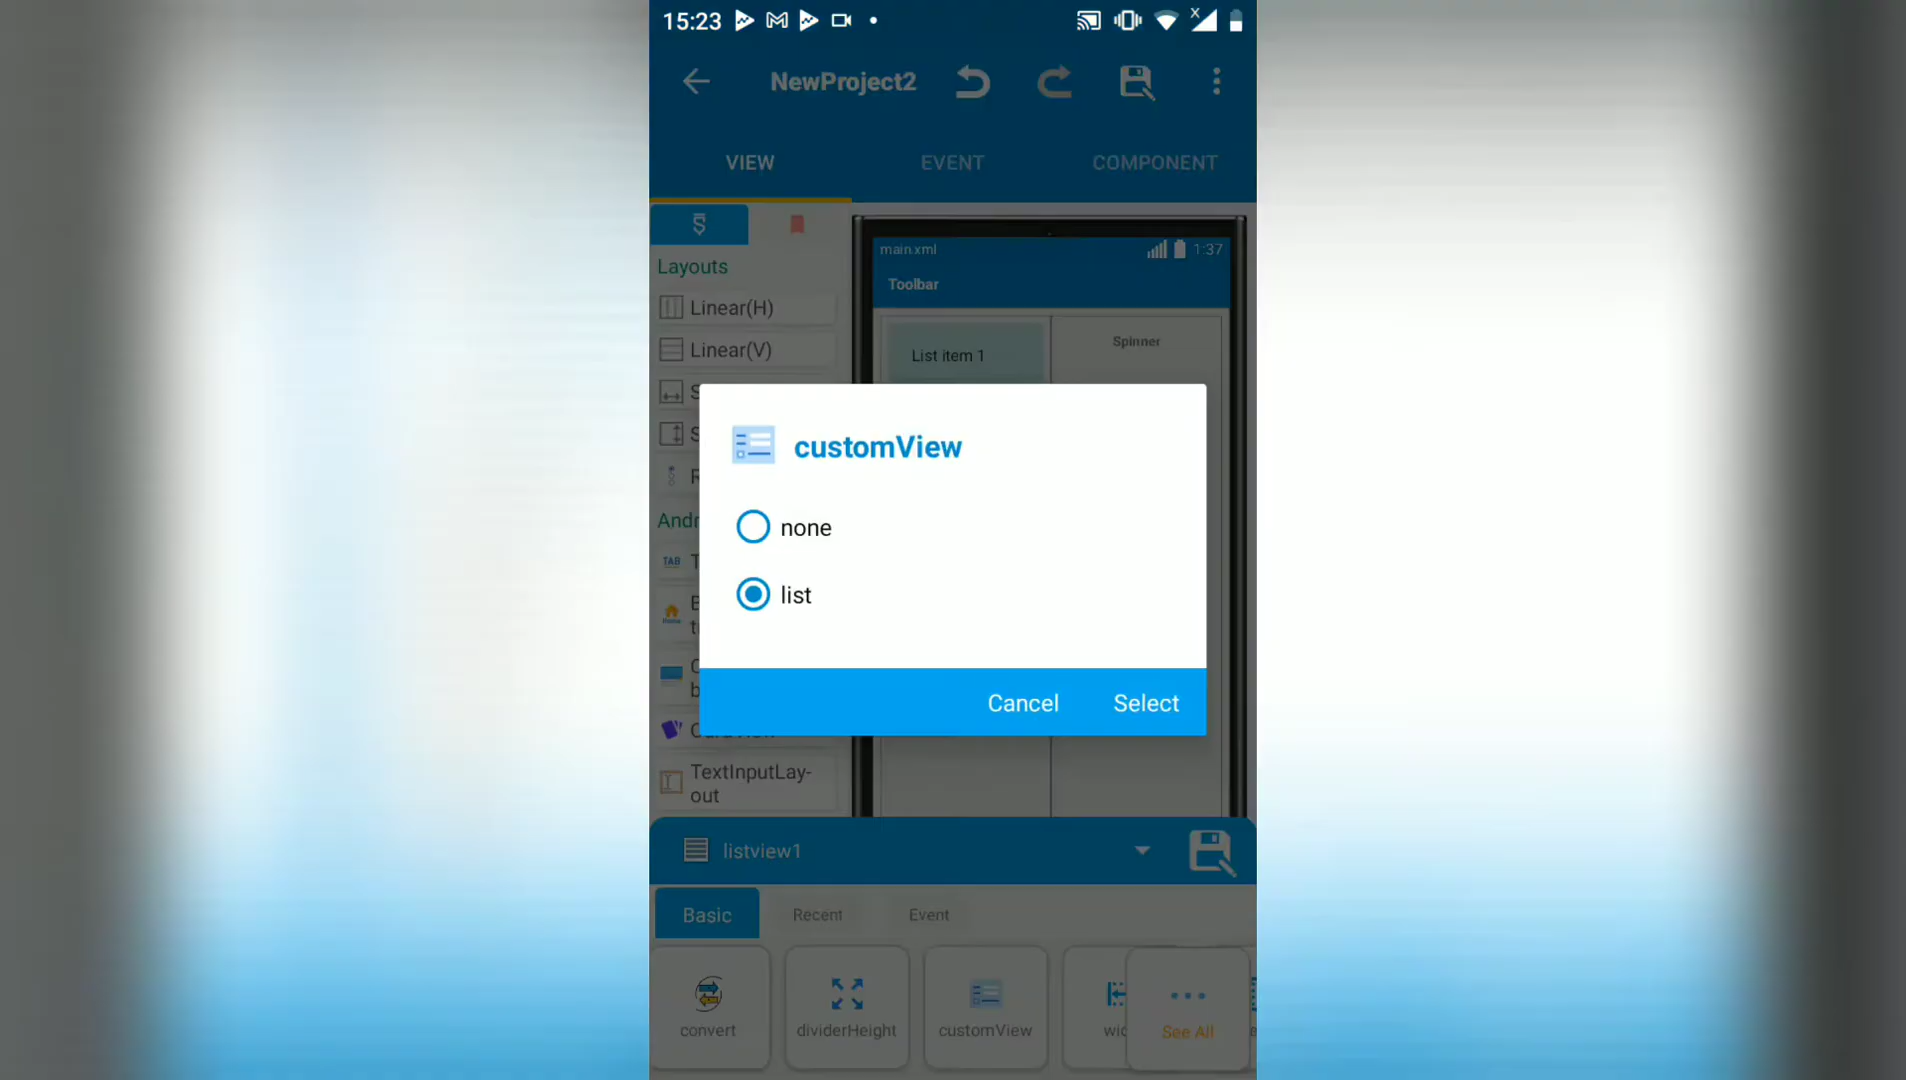 15:23
NewProject2
VIEW
EVENT
COMPONENT
Layouts
Linear(H)
Linear(V)
main.xml
1:37
Toolbar
List item 1
Spinner
customView
none
list
Cancel
Select
TAB
TextInputLay-
out
listview1
Basic
Recent
Event
convert
dividerHeight
customView
See All